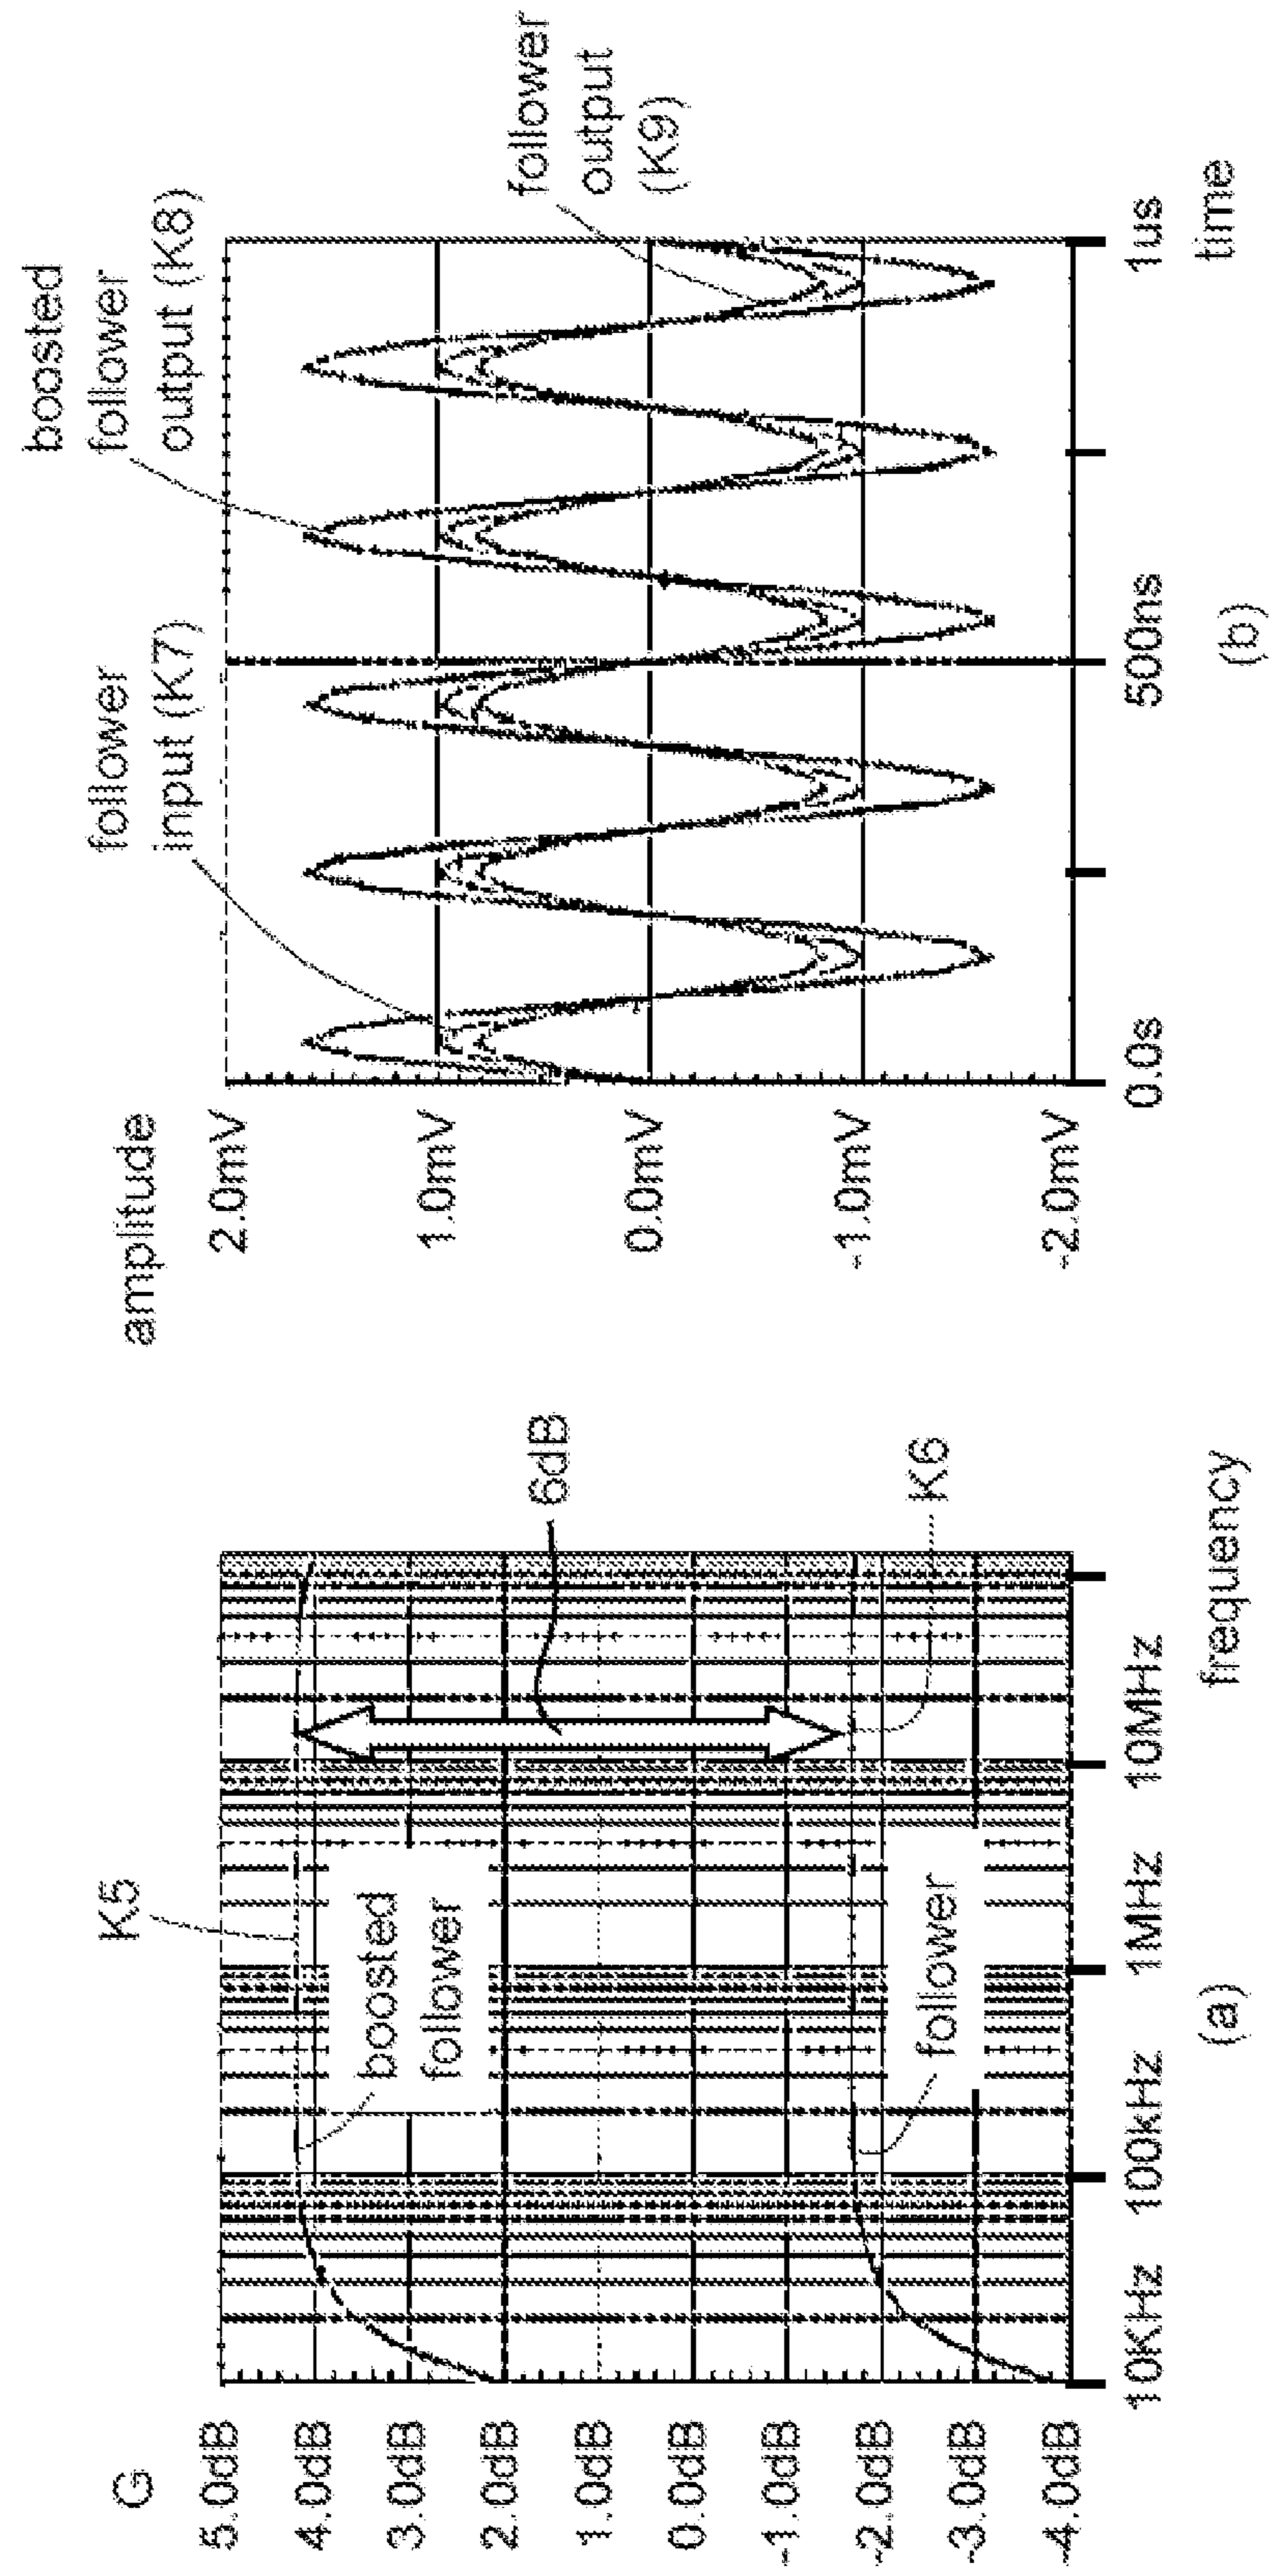 G
5.0dB
4.0dB
3.0dB
2.0dB
1.0dB
0.0dB
-1.0dB
-2.0dB
-3.0dB
-4.0dB
K5
boosted
follower
follower
6dB
K6
10KHz
100kHz
1MHz
10MHz
frequency
(a)
amplitude
2.0mV
1.0mV
0.0mV
-1.0mV
-2.0mV
follower
input (K7)
boosted
follower
output (K8)
follower
output
(K9)
0.0s
500ns
1us
time
(b)